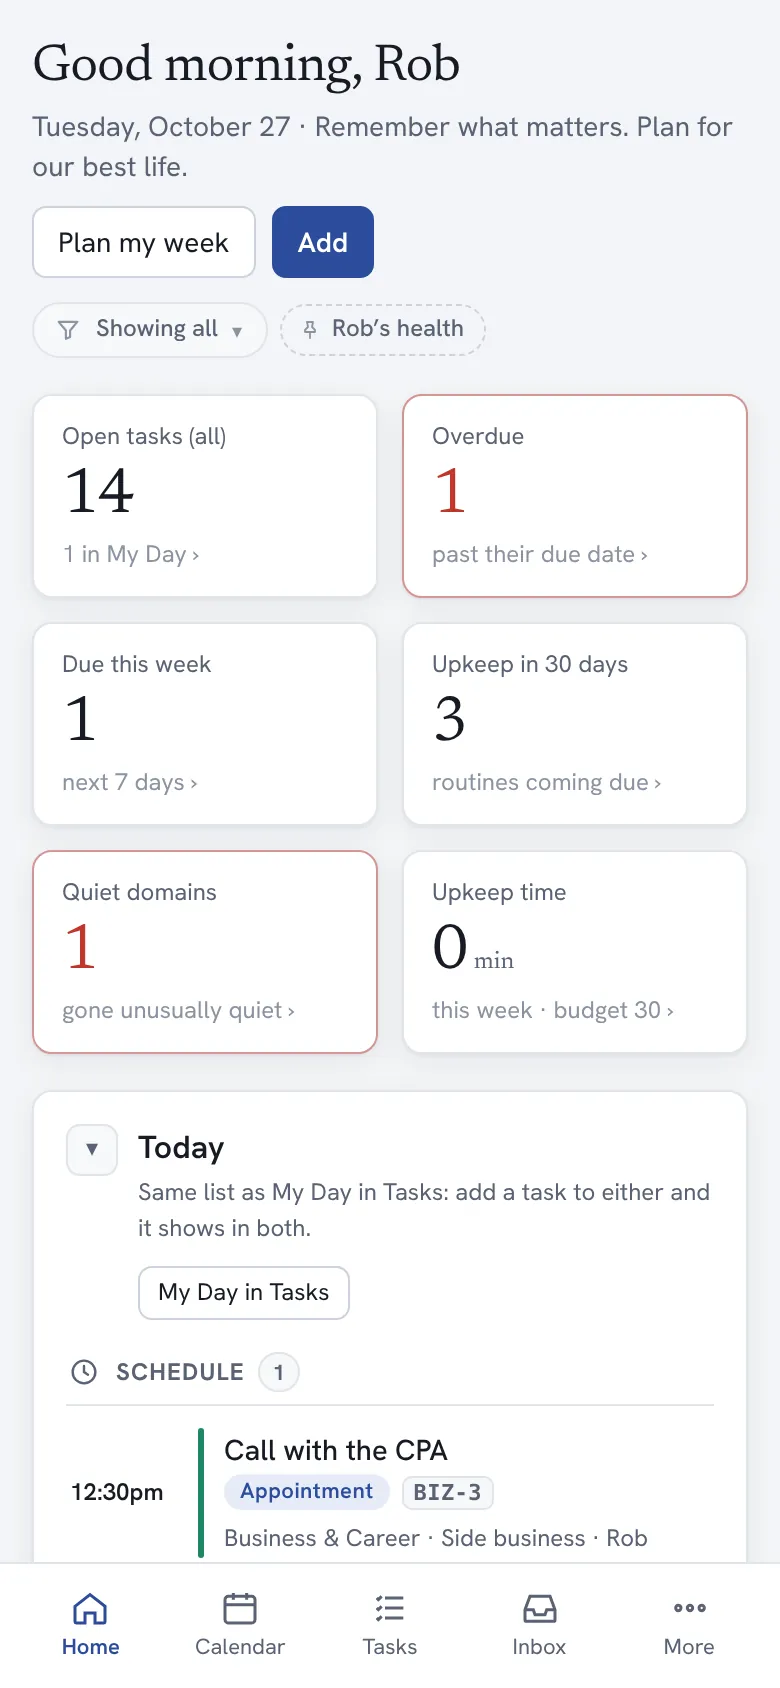 Good morning, Rob
Tuesday, October 27 · Remember what matters. Plan for
our best life.
Plan my week
Add
Showing all ▾
Rob’s health
Open tasks (all)
14
1 in My Day ›
Overdue
1
past their due date ›
Due this week
1
next 7 days ›
Upkeep in 30 days
3
routines coming due ›
Quiet domains
1
gone unusually quiet ›
Upkeep time
0 min
this week · budget 30 ›
▾
Today
Same list as My Day in Tasks: add a task to either and
it shows in both.
My Day in Tasks
SCHEDULE 1
12:30pm
Call with the CPA
Appointment BIZ-3
Business & Career · Side business · Rob
Home
Calendar
Tasks
Inbox
More